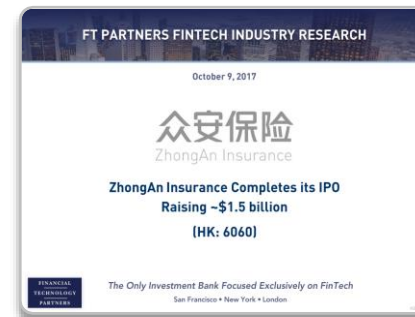 FT PARTNERS FINTECH INDUSTRY RESEARCH
October 9, 2017
众安保险
ZhongAn Insurance
ZhongAn Insurance Completes its IPO
Raising ~$1.5 billion
(HK: 6060)
FINANCIAL
TECHNOLOGY
PARTNERS
The Only Investment Bank Focused Exclusively on FinTech
San Francisco • New York • London